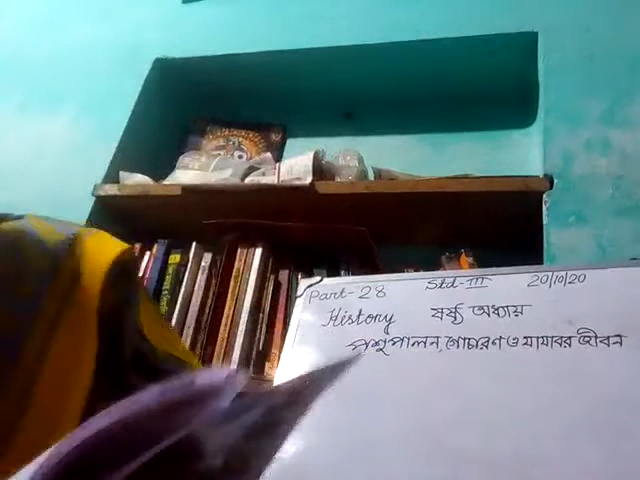 Part-28 Std-III 20/10/20
History ষষ্ঠ অধ্যায়
পশুপালন, গোচারণ ও যাযাবর জীবন